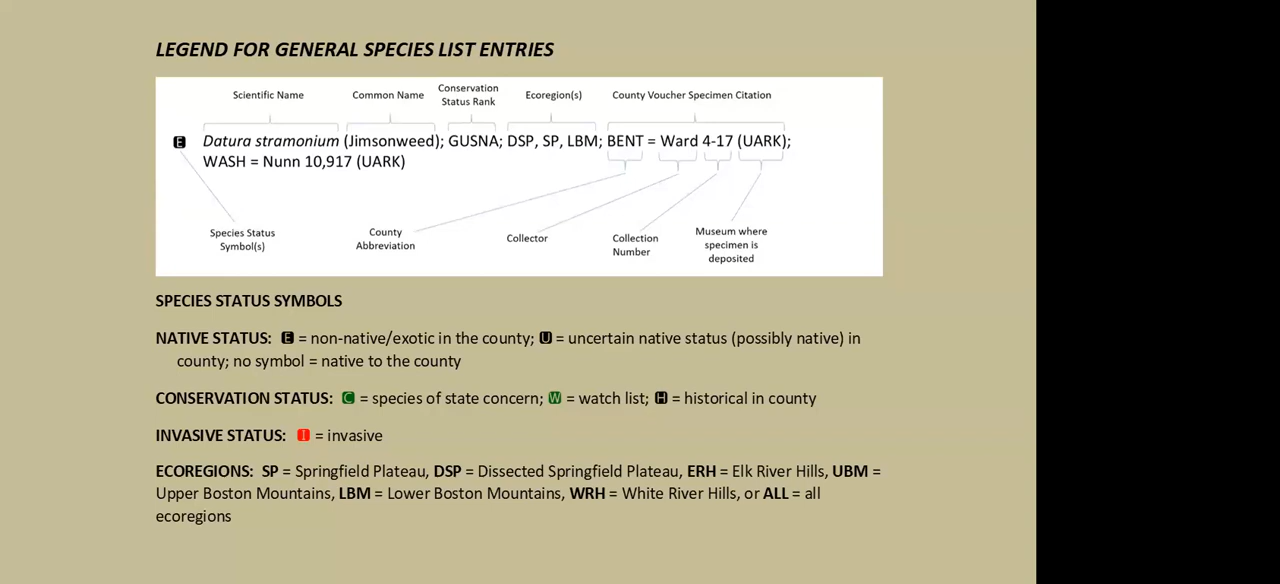 LEGEND FOR GENERAL SPECIES LIST ENTRIES
Scientific Name
Common Name
Conservation
Status Rank
Ecoregion(s)
County Voucher Specimen Citation
E Datura stramonium (Jimsonweed); GUSNA; DSP, SP, LBM; BENT = Ward 4-17 (UARK);
WASH = Nunn 10,917 (UARK)
Species Status
Symbol(s)
County
Abbreviation
Collector
Collection
Number
Museum where
specimen is
deposited
SPECIES STATUS SYMBOLS
NATIVE STATUS: E = non-native/exotic in the county; U = uncertain native status (possibly native) in
county; no symbol = native to the county
CONSERVATION STATUS: C = species of state concern; W = watch list; H = historical in county
INVASIVE STATUS: I = invasive
ECOREGIONS: SP = Springfield Plateau, DSP = Dissected Springfield Plateau, ERH = Elk River Hills, UBM =
Upper Boston Mountains, LBM = Lower Boston Mountains, WRH = White River Hills, or ALL = all
ecoregions